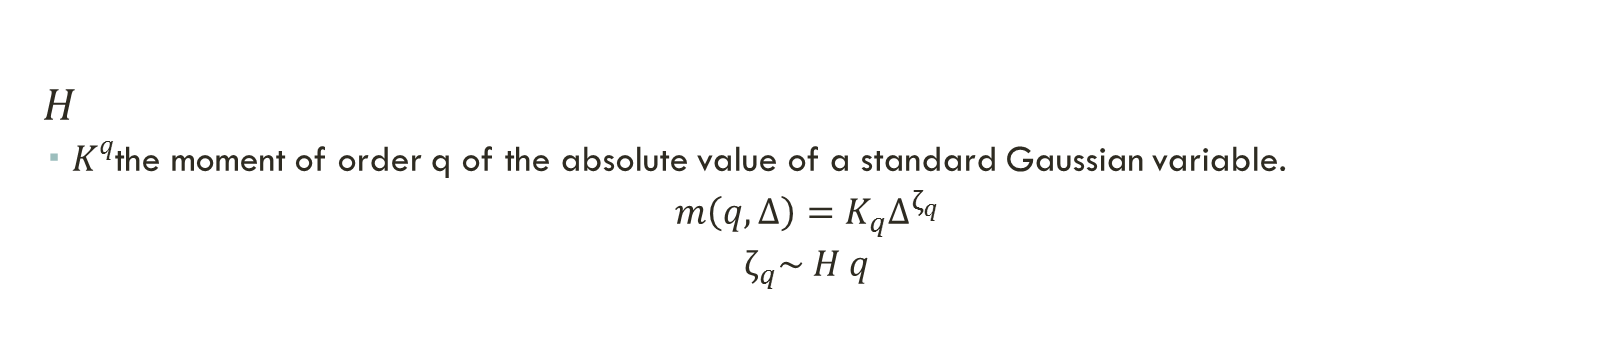 H
▪ K^q the moment of order q of the absolute value of a standard Gaussian variable.
m(q, Δ) = K_q Δ^{ζ_q}
ζ_q ~ H q